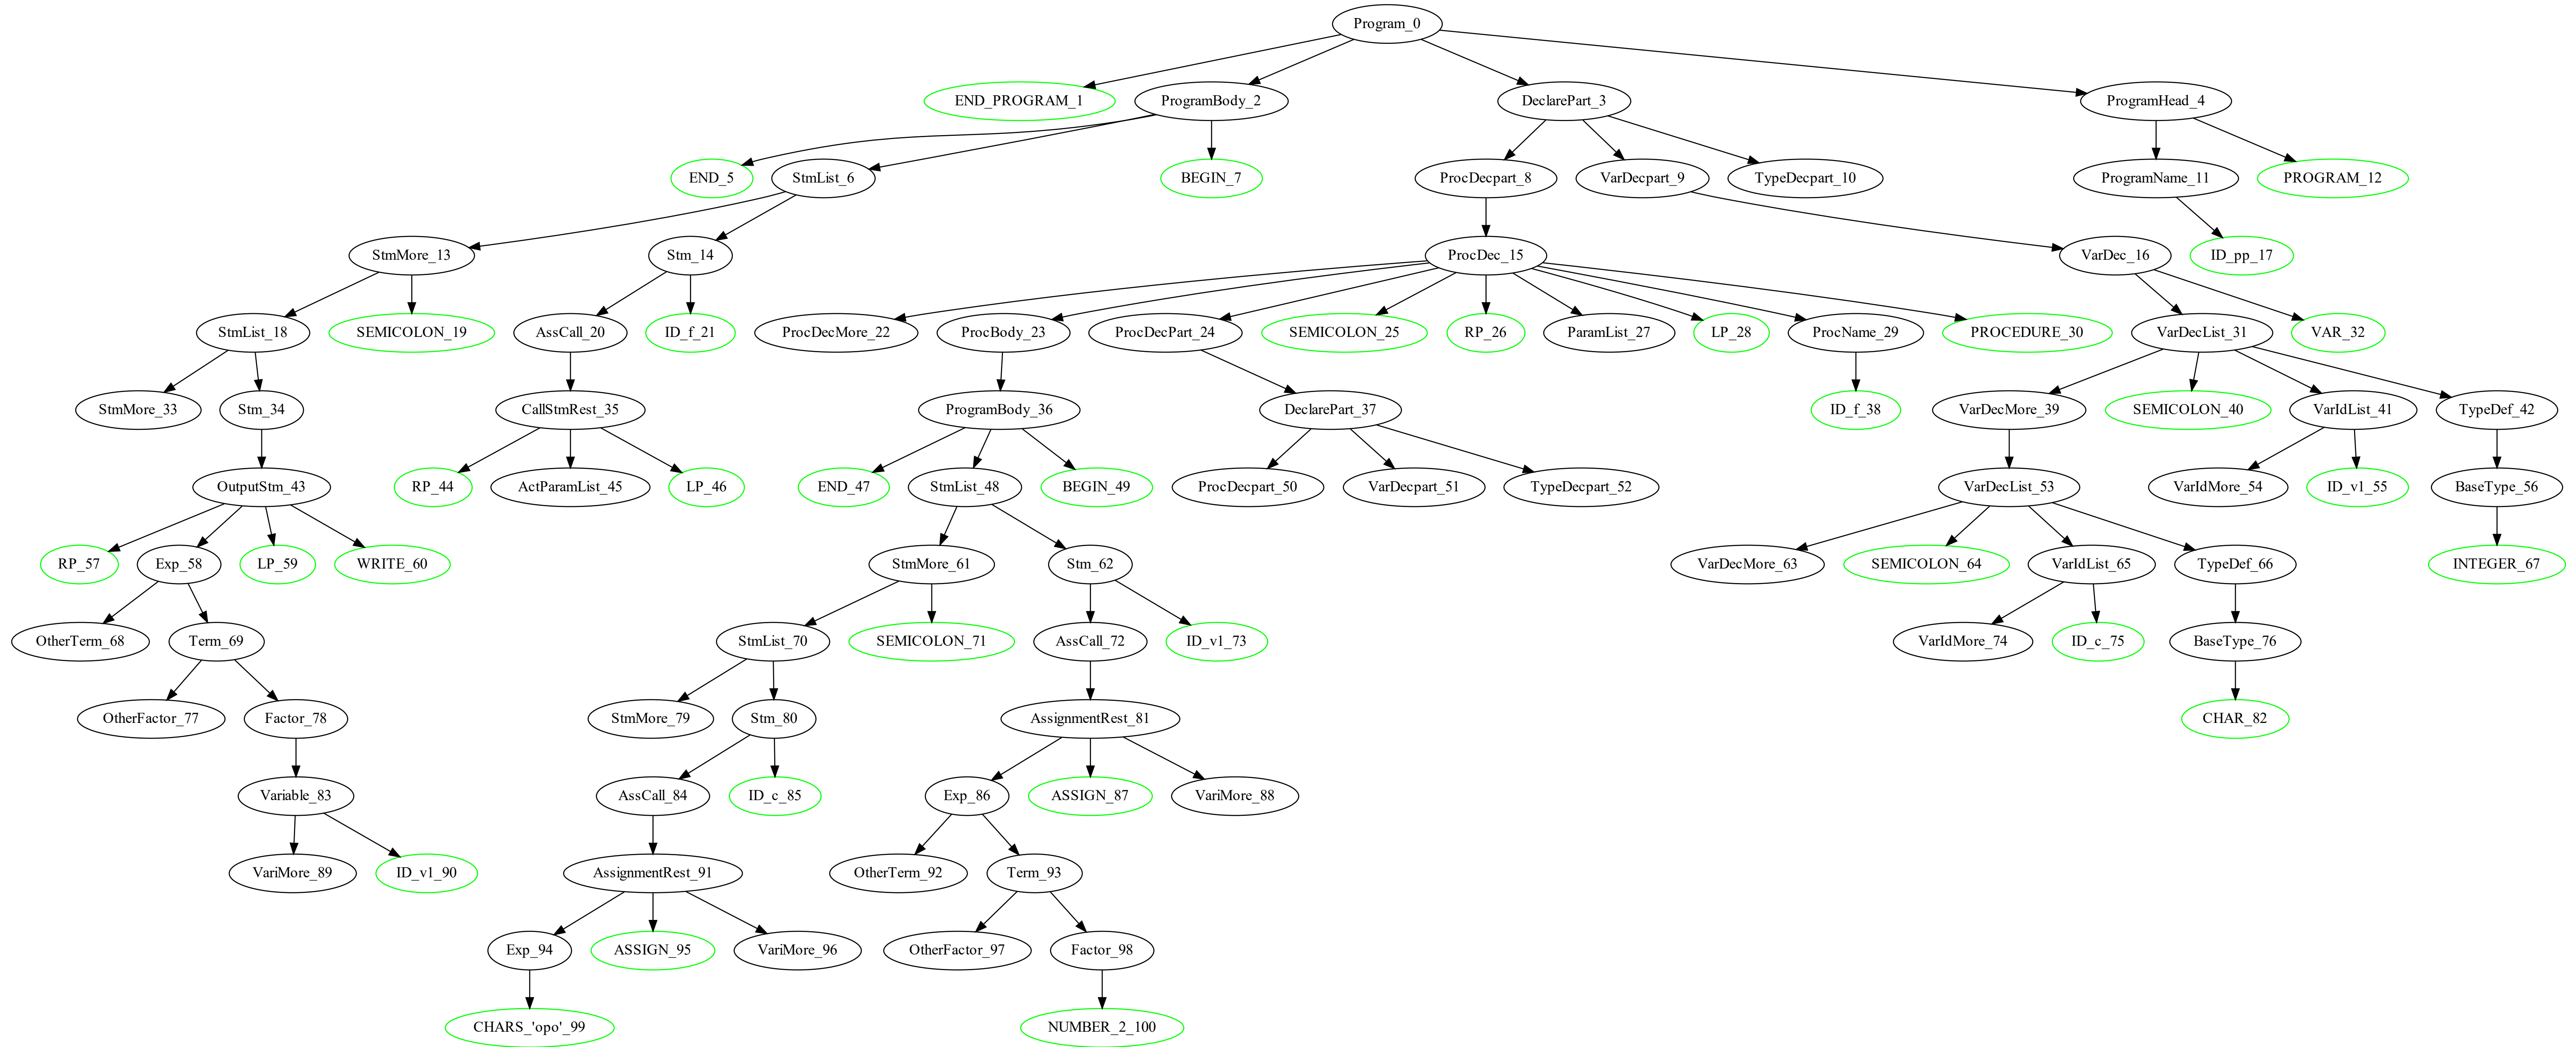 Program_0
END_PROGRAM_1 ProgramBody_2 DeclarePart_3 ProgramHead_4
END_5 StmList_6 BEGIN_7 ProcDecpart_8 VarDecpart_9 TypeDecpart_10 ProgramName_11 PROGRAM_12
StmMore_13 Stm_14 ProcDec_15 VarDec_16 ID_pp_17
StmList_18 SEMICOLON_19 AssCall_20 ID_f_21 ProcDecMore_22 ProcBody_23 ProcDecPart_24 SEMICOLON_25 RP_26 ParamList_27 LP_28 ProcName_29 PROCEDURE_30 VarDecList_31 VAR_32
StmMore_33 Stm_34 CallStmRest_35 ProgramBody_36 DeclarePart_37 ID_f_38 VarDecMore_39 SEMICOLON_40 VarIdList_41 TypeDef_42
OutputStm_43 RP_44 ActParamList_45 LP_46 END_47 StmList_48 BEGIN_49 ProcDecpart_50 VarDecpart_51 TypeDecpart_52 VarDecList_53 VarIdMore_54 ID_v1_55 BaseType_56
RP_57 Exp_58 LP_59 WRITE_60 StmMore_61 Stm_62 VarDecMore_63 SEMICOLON_64 VarIdList_65 TypeDef_66 INTEGER_67
OtherTerm_68 Term_69 StmList_70 SEMICOLON_71 AssCall_72 ID_v1_73 VarIdMore_74 ID_c_75 BaseType_76
OtherFactor_77 Factor_78 StmMore_79 Stm_80 AssignmentRest_81 CHAR_82
Variable_83 AssCall_84 ID_c_85 Exp_86 ASSIGN_87 VariMore_88
VariMore_89 ID_v1_90 AssignmentRest_91 OtherTerm_92 Term_93
Exp_94 ASSIGN_95 VariMore_96 OtherFactor_97 Factor_98
CHARS_'opo'_99 NUMBER_2_100